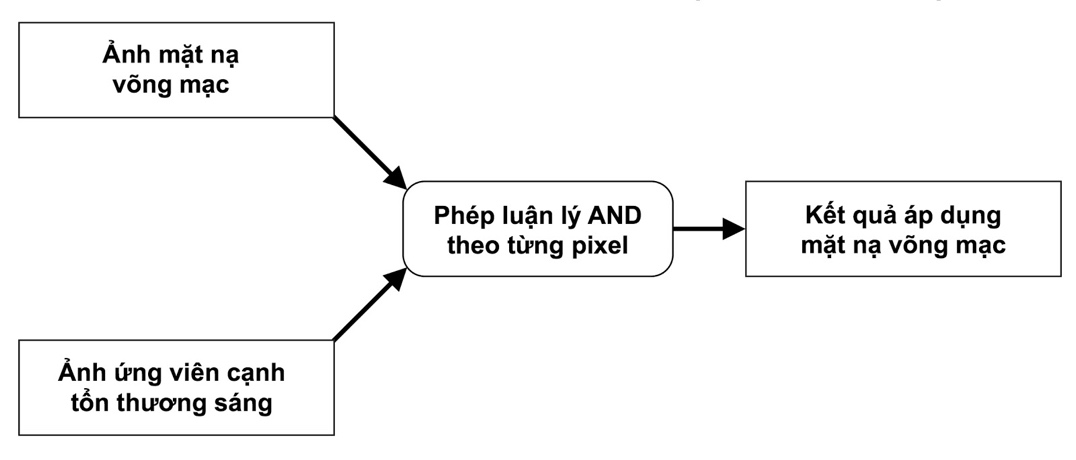 Ảnh mặt nạ
võng mạc
Phép luận lý AND
theo từng pixel
Kết quả áp dụng
mặt nạ võng mạc
Ảnh ứng viên cạnh
tổn thương sáng